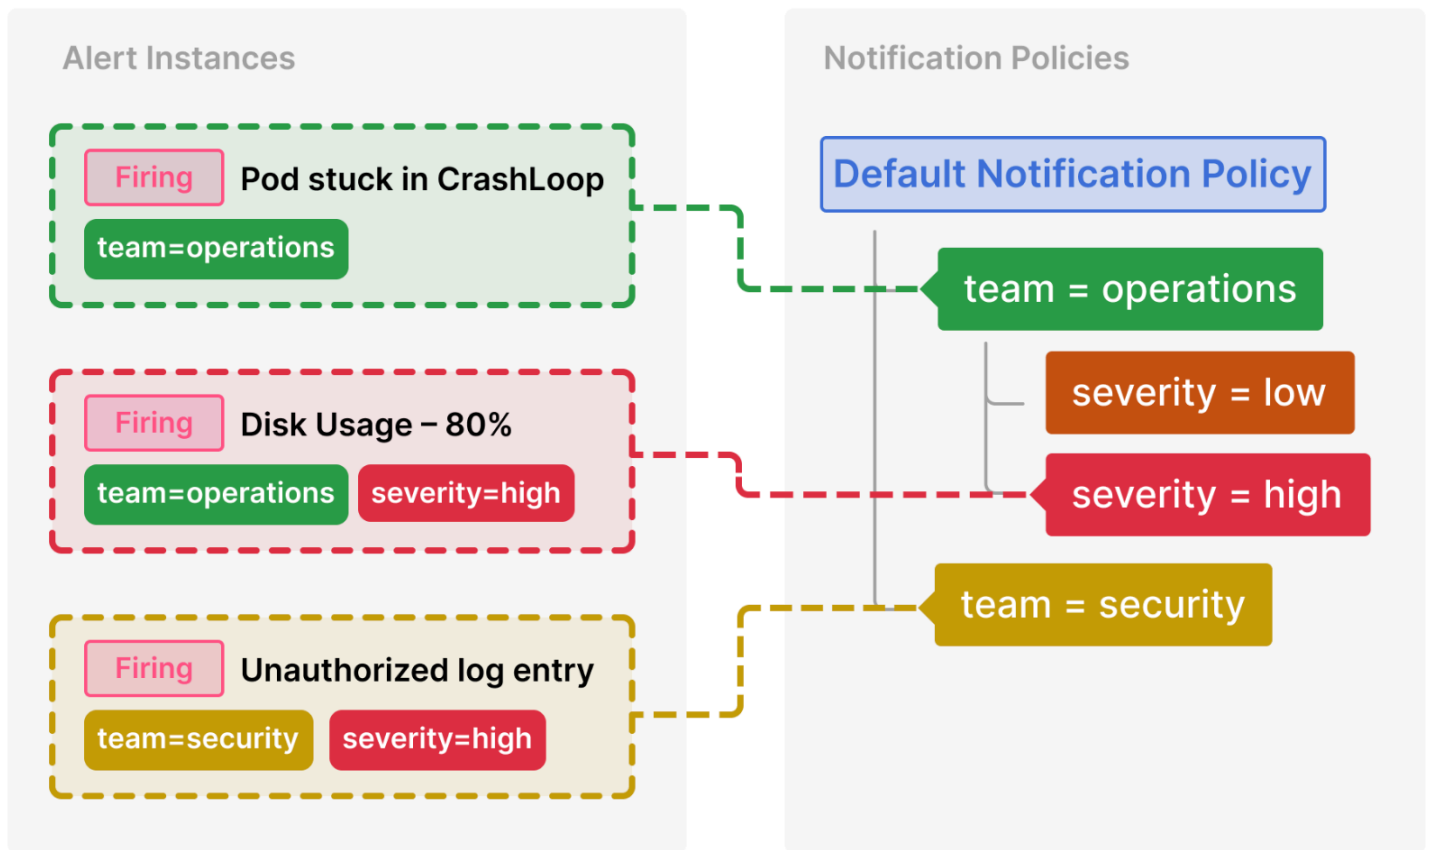 Alert Instances
Firing Pod stuck in CrashLoop
team=operations
Firing Disk Usage – 80%
team=operations severity=high
Firing Unauthorized log entry
team=security severity=high
Notification Policies
Default Notification Policy
team = operations
severity = low
severity = high
team = security